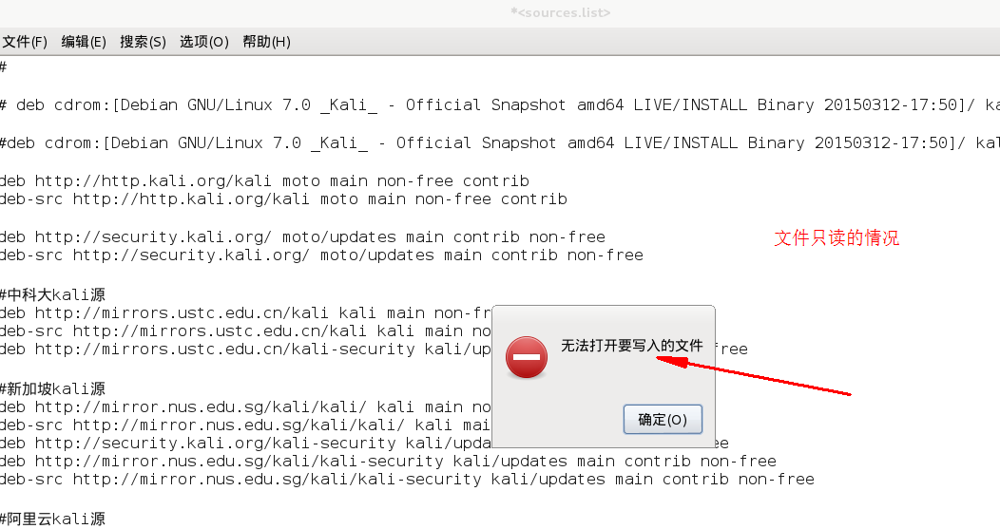 *<sources.list>
文件(F) 编辑(E) 搜索(S) 选项(O) 帮助(H)
#
# deb cdrom:[Debian GNU/Linux 7.0 _Kali_ - Official Snapshot amd64 LIVE/INSTALL Binary 20150312-17:50]/ ka
#deb cdrom:[Debian GNU/Linux 7.0 _Kali_ - Official Snapshot amd64 LIVE/INSTALL Binary 20150312-17:50]/ kal
deb http://http.kali.org/kali moto main non-free contrib
deb-src http://http.kali.org/kali moto main non-free contrib
deb http://security.kali.org/ moto/updates main contrib non-free
文件只读的情况
deb-src http://security.kali.org/ moto/updates main contrib non-free
#中科大kali源
deb http://mirrors.ustc.edu.cn/kali kali main non-fr
deb-src http://mirrors.ustc.edu.cn/kali kali main no
deb http://mirrors.ustc.edu.cn/kali-security kali/up free
无法打开要写入的文件
确定(O)
#新加坡kali源
deb http://mirror.nus.edu.sg/kali/kali/ kali main no
deb-src http://mirror.nus.edu.sg/kali/kali/ kali mai
deb http://security.kali.org/kali-security kali/upda ee
deb http://mirror.nus.edu.sg/kali/kali-security kali/updates main contrib non-free
deb-src http://mirror.nus.edu.sg/kali/kali-security kali/updates main contrib non-free
#阿里云kali源